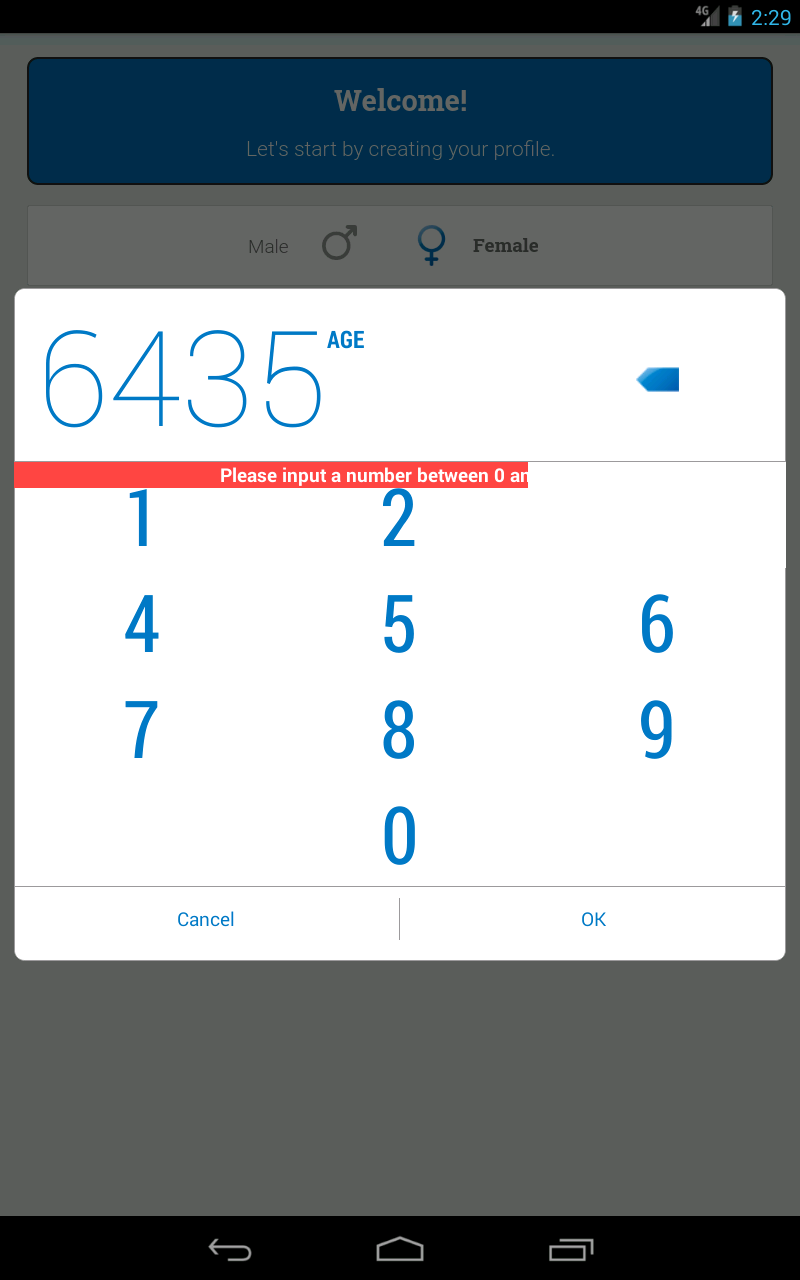 4G 2:29
Welcome!
Let's start by creating your profile.
Male Female
6435 AGE
Please input a number between 0 an
1 2
4 5 6
7 8 9
0
Cancel OK